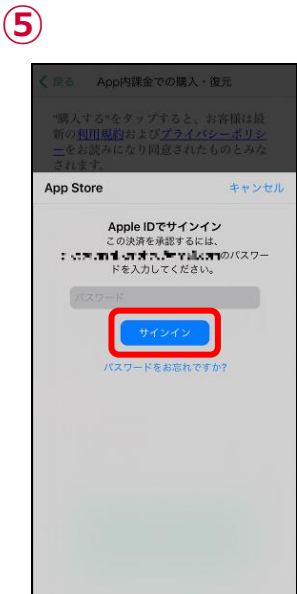 ⑤
戻る App内課金での購入・復元
"購入する"をタップすると、お客様は最
新の利用規約およびプライバシーポリシ
ーをお読みになり同意されたものとみな
されます。
App Store キャンセル
Apple IDでサインイン
この決済を承認するには、
のパスワー
ドを入力してください。
パスワード
サインイン
パスワードをお忘れですか?